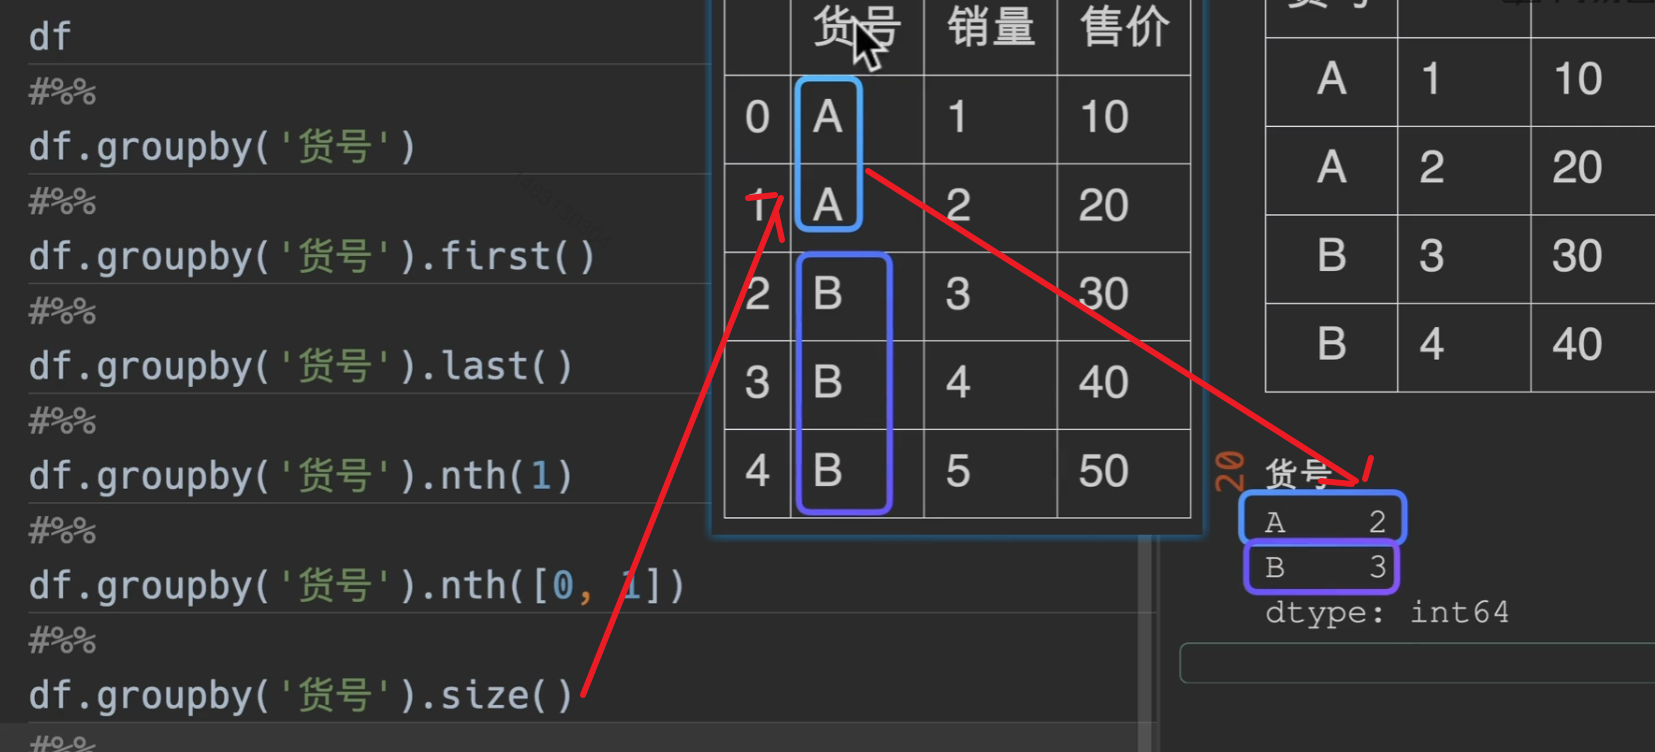 df
#%%
df.groupby('货号')
#%%
df.groupby('货号').first()
#%%
df.groupby('货号').last()
#%%
df.groupby('货号').nth(1)
#%%
df.groupby('货号').nth([0, 1])
#%%
df.groupby('货号').size()
#%%
货号 销量 售价
0 A 1 10
1 A 2 20
2 B 3 30
3 B 4 40
4 B 5 50
A 1 10
A 2 20
B 3 30
B 4 40
20
货号
A 2
B 3
dtype: int64